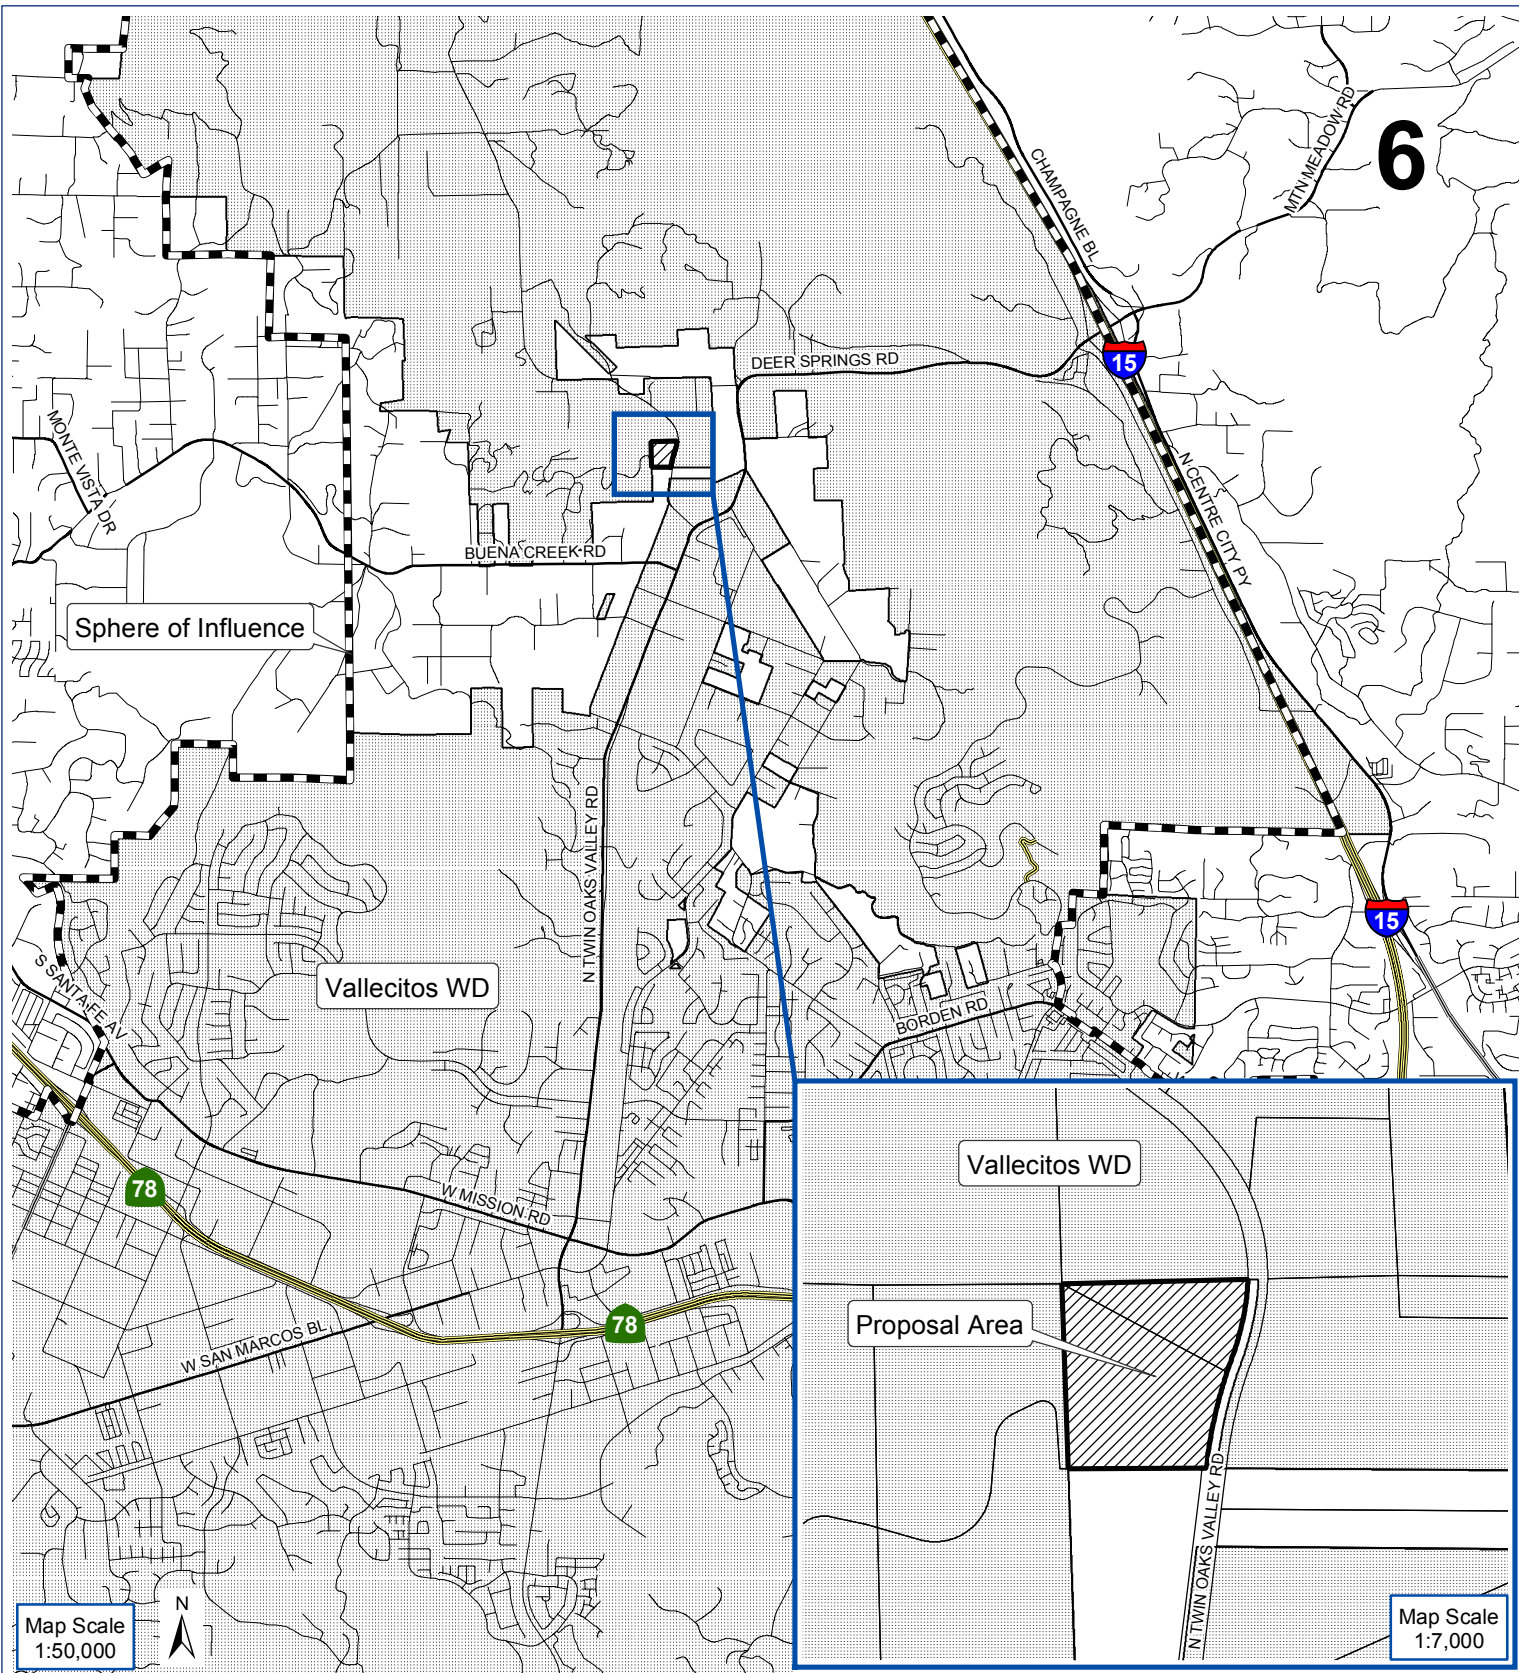 6
CHAMPAGNE BL
MTN MEADOW RD
15
DEER SPRINGS RD
MONTE VISTA DR
N CENTRE CITY PY
BUENA CREEK RD
Sphere of Influence
N TWIN OAKS VALLEY RD
15
S SANTA FE AV
Vallecitos WD
BORDEN RD
78
W MISSION RD
78
W SAN MARCOS BL
Vallecitos WD
Proposal Area
N TWIN OAKS VALLEY RD
Map Scale
1:50,000
N
Map Scale
1:7,000